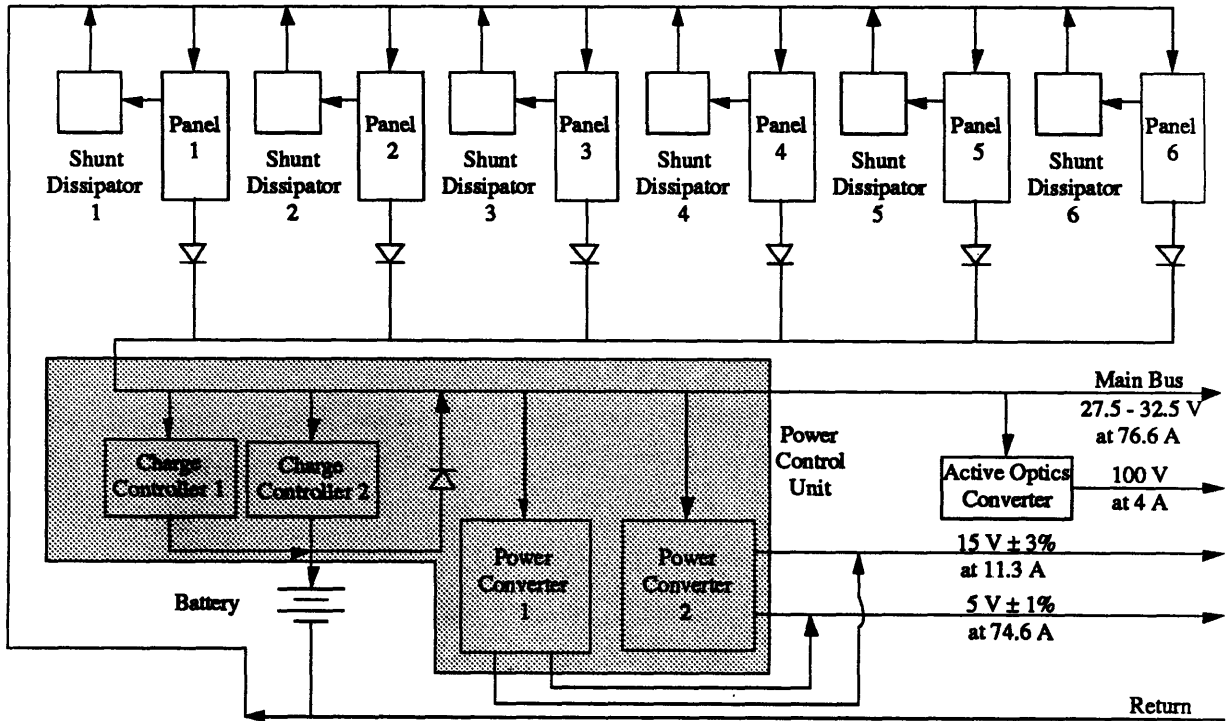 Panel
1
Shunt
Dissipator
1
Panel
2
Shunt
Dissipator
2
Panel
3
Shunt
Dissipator
3
Panel
4
Shunt
Dissipator
4
Panel
5
Shunt
Dissipator
5
Panel
6
Shunt
Dissipator
6
Charge
Controller 1
Charge
Controller 2
Power
Control
Unit
Main Bus
27.5 - 32.5 V
at 76.6 A
Active Optics
Converter
100 V
at 4 A
Power
Converter
1
Power
Converter
2
15 V ± 3%
at 11.3 A
5 V ± 1%
at 74.6 A
Battery
Return